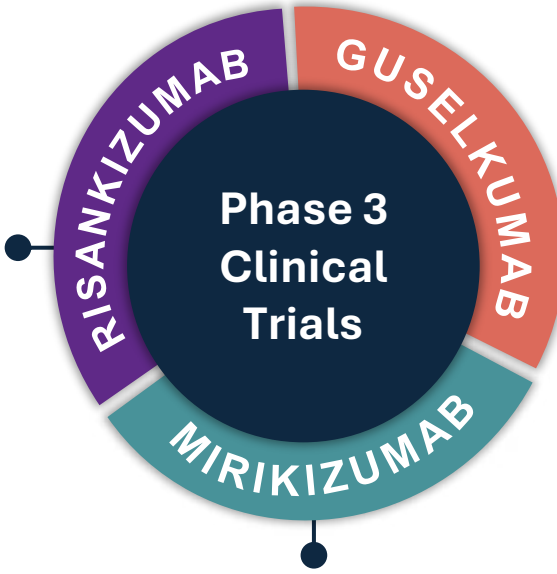 RISANKIZUMAB
GUSELKUMAB
Phase 3
Clinical
Trials
MIRIKIZUMAB